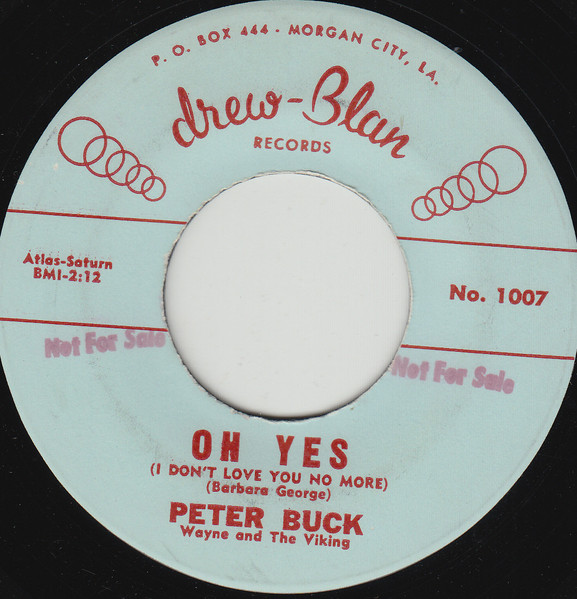 P. O. BOX 444 - MORGAN CITY, LA.
drew-Blan
RECORDS
Atlas-Saturn
BMI-2:12
No. 1007
Not For Sale
Not For Sale
OH YES
(I DON'T LOVE YOU NO MORE)
(Barbara George)
PETER BUCK
Wayne and The Viking